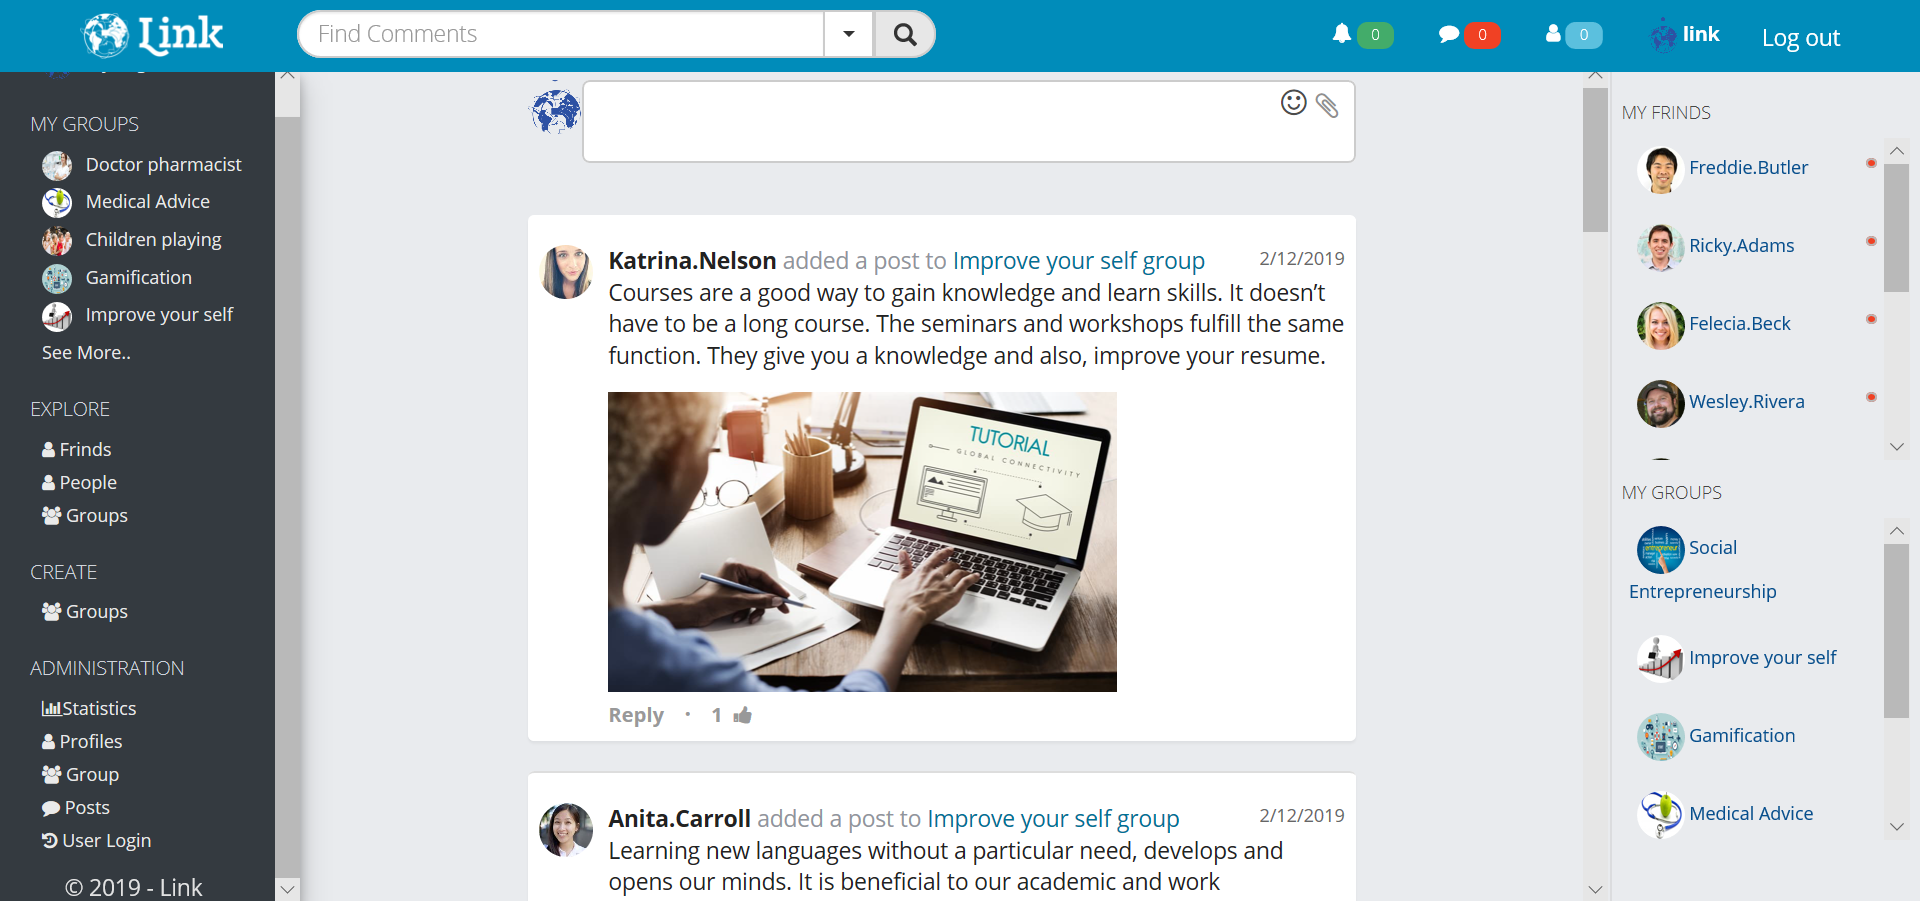 Link
Find Comments
0
0
0
link
Log out
MY GROUPS
Doctor pharmacist
Medical Advice
Children playing
Gamification
Improve your self
See More..
EXPLORE
Frinds
People
Groups
CREATE
Groups
ADMINISTRATION
Statistics
Profiles
Group
Posts
User Login
© 2019 - Link
Katrina.Nelson added a post to Improve your self group 2/12/2019
Courses are a good way to gain knowledge and learn skills. It doesn’t
have to be a long course. The seminars and workshops fulfill the same
function. They give you a knowledge and also, improve your resume.
TUTORIAL
GLOBAL CONNECTIVITY
Reply · 1
Anita.Carroll added a post to Improve your self group 2/12/2019
Learning new languages without a particular need, develops and
opens our minds. It is beneficial to our academic and work
MY FRINDS
Freddie.Butler
Ricky.Adams
Felecia.Beck
Wesley.Rivera
MY GROUPS
Social
Entrepreneurship
Improve your self
Gamification
Medical Advice